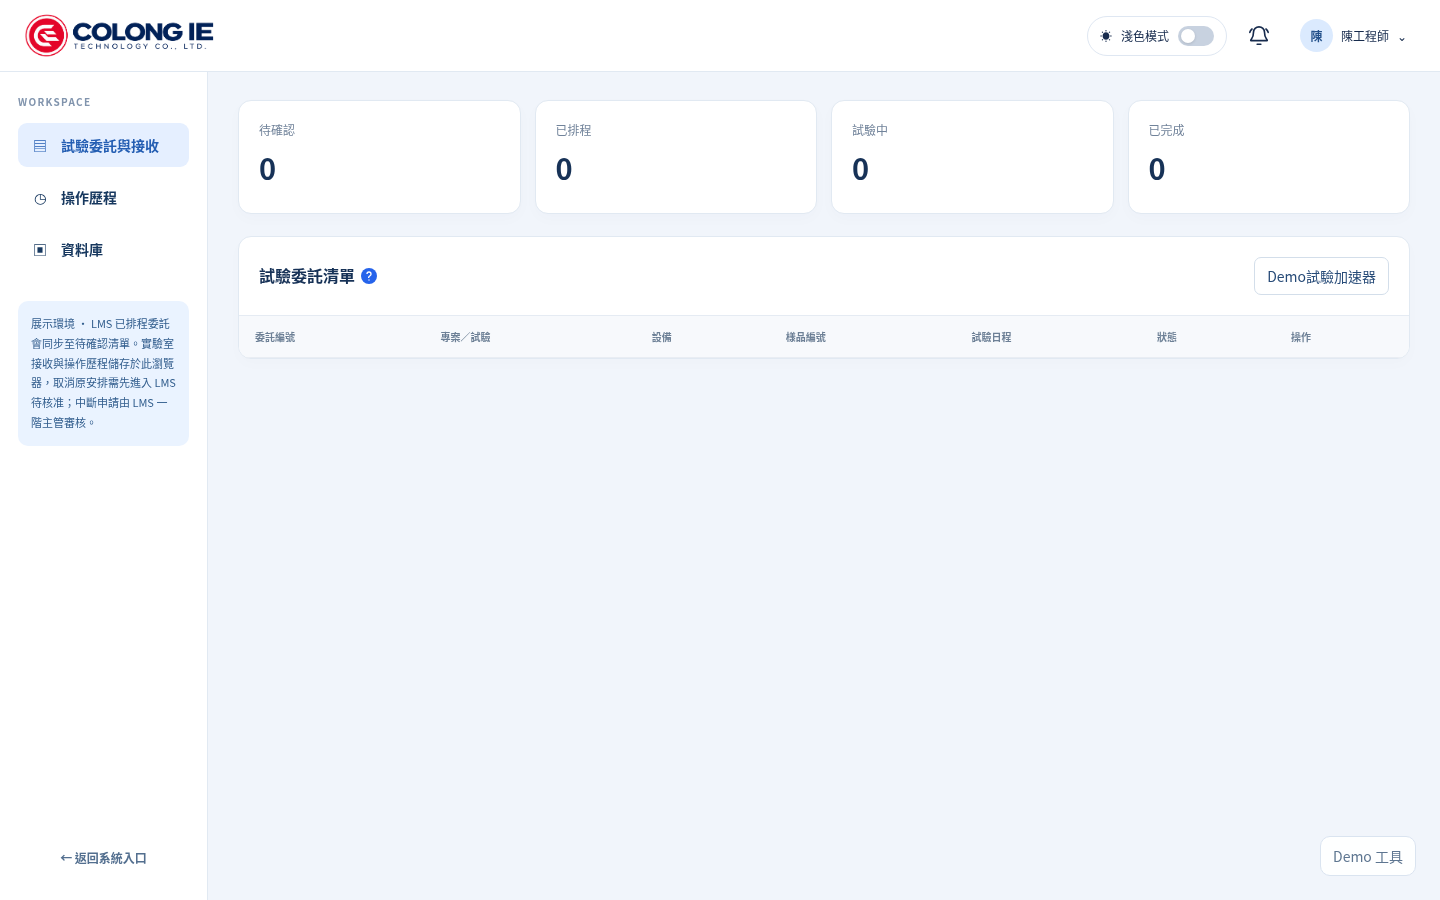 COLONG IE
TECHNOLOGY CO., LTD.
淺色模式
陳
陳工程師
WORKSPACE
試驗委託與接收
操作歷程
資料庫
展示環境 · LMS 已排程委託
會同步至待確認清單。實驗室
接收與操作歷程儲存於此瀏覽
器，取消原安排需先進入 LMS
待核准；中斷申請由 LMS 一
階主管審核。
← 返回系統入口
待確認
0
已排程
0
試驗中
0
已完成
0
試驗委託清單 ?
Demo試驗加速器
委託編號 專案／試驗 設備 樣品編號 試驗日程 狀態 操作
Demo 工具